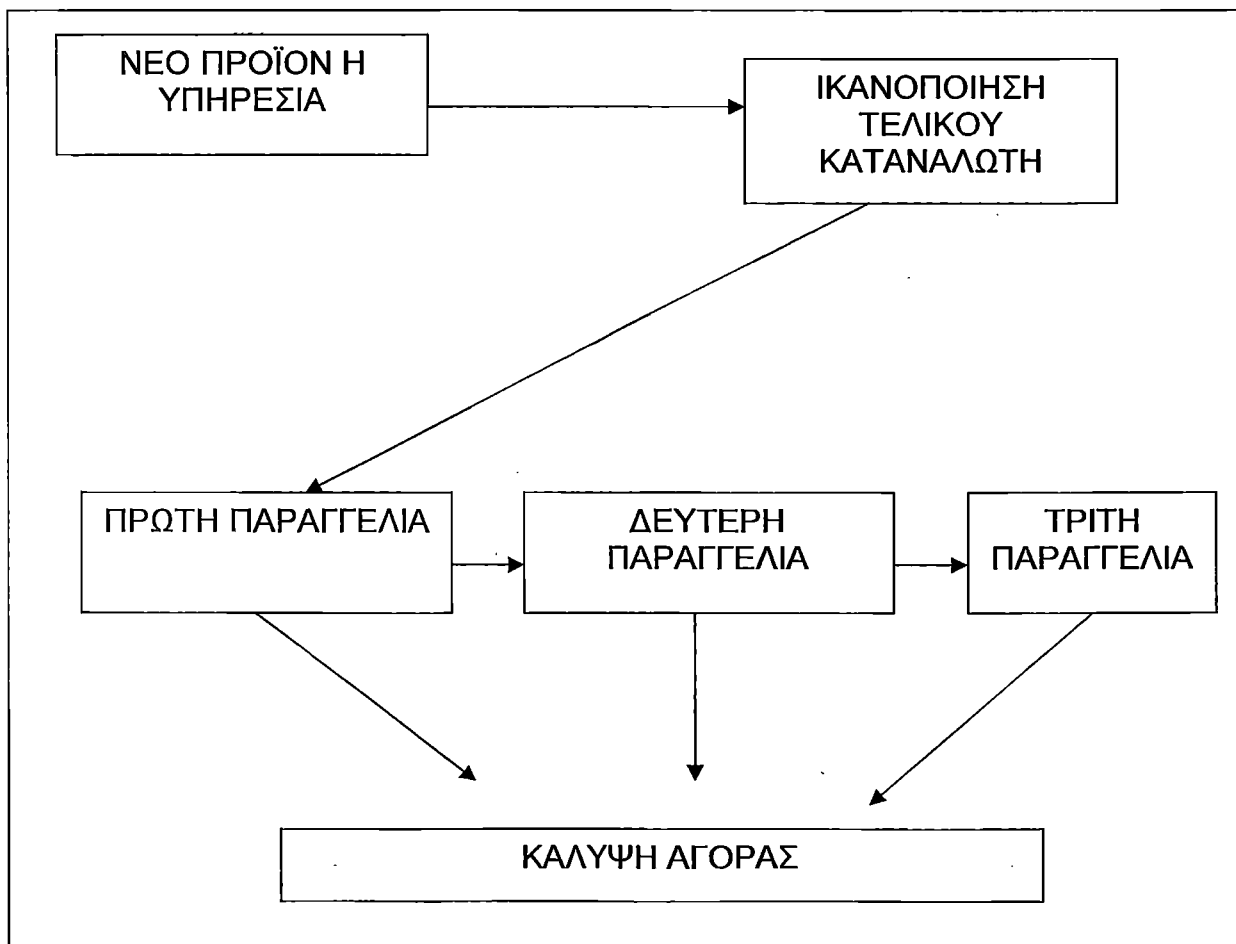 ΝΕΟ ΠΡΟΪΟΝ Η
ΥΠΗΡΕΣΙΑ
ΙΚΑΝΟΠΟΙΗΣΗ
ΤΕΛΙΚΟΥ
ΚΑΤΑΝΑΛΩΤΗ
ΠΡΩΤΗ ΠΑΡΑΓΓΕΛΙΑ
ΔΕΥΤΕΡΗ
ΠΑΡΑΓΓΕΛΙΑ
ΤΡΙΤΗ
ΠΑΡΑΓΓΕΛΙΑ
ΚΑΛΥΨΗ ΑΓΟΡΑΣ